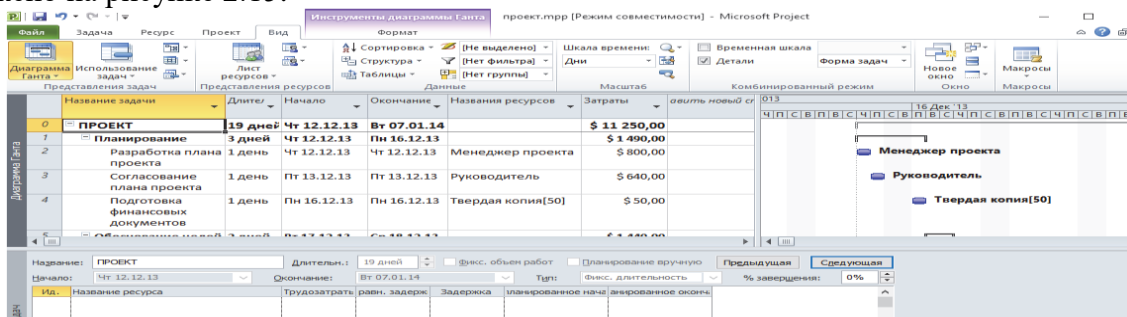 Инструменты диаграммы Ганта проект.mpp [Режим совместимости] - Microsoft Project
Файл Задача Ресурс Проект Вид Формат
Диаграмма Ганта Использование задач Лист ресурсов Сортировка [Не выделено] Шкала времени: Временная шкала
Структура [Нет фильтра] Дни Детали Форма задач Новое окно Макросы
Таблицы [Нет группы]
Представления задач Представления ресурсов Данные Масштаб Комбинированный режим Окно Макросы
Название задачи Длител Начало Окончание Названия ресурсов Затраты авить новый ст 013
16 Дек '13
Ч П С В П В С Ч П С В П В С Ч П С В П В С Ч П С В П В
0 ПРОЕКТ 19 дней Чт 12.12.13 Вт 07.01.14 $ 11 250,00
1 Планирование 3 дней Чт 12.12.13 Пн 16.12.13 $ 1 490,00
2 Разработка плана проекта 1 день Чт 12.12.13 Чт 12.12.13 Менеджер проекта $ 800,00 Менеджер проекта
3 Согласование плана проекта 1 день Пт 13.12.13 Пт 13.12.13 Руководитель $ 640,00 Руководитель
4 Подготовка финансовых документов 1 день Пн 16.12.13 Пн 16.12.13 Твердая копия[50] $ 50,00 Твердая копия[50]
Диаграмма Ганта
Название: ПРОЕКТ Длительн.: 19 дней Фикс. объем работ Планирование вручную Предыдущая Следующая
Начало: Чт 12.12.13 Окончание: Вт 07.01.14 Тип: Фикс. длительность % завершения: 0%
Ид. Название ресурса Трудозатрать равн. задерж Задержка